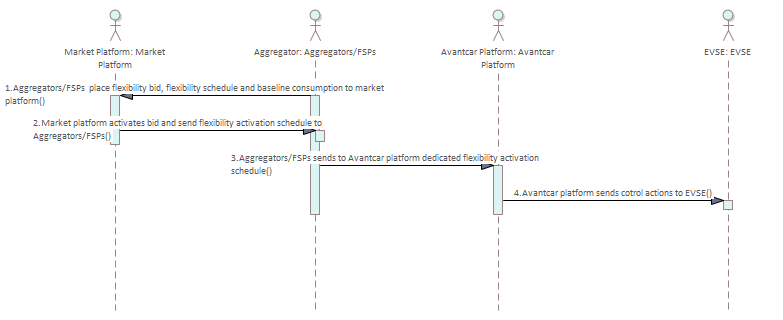 Market Platform: Market
Platform
Aggregator: Aggregators/FSPs
Avantcar Platform: Avantcar
Platform
EVSE: EVSE
1.Aggregators/FSPs place flexibility bid, flexibility schedule and baseline consumption to market
platform()
2.Market platform activates bid and send flexibility activation schedule to
Aggregators/FSPs()
3.Aggregators/FSPs sends to Avantcar platform dedicated flexibility activation
schedule()
4.Avantcar platform sends cotrol actions to EVSE()